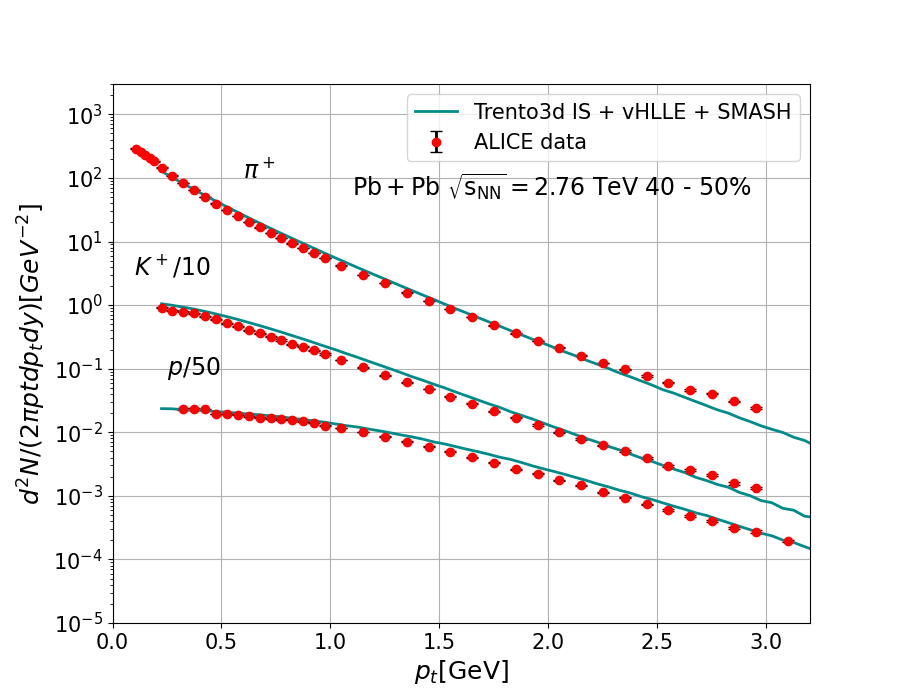 Trento3d IS + vHLLE + SMASH
ALICE data
π⁺
Pb + Pb √s_NN = 2.76 TeV 40 - 50%
K⁺/10
p/50
d²N/(2πptdp_tdy)[GeV⁻²]
10³
10²
10¹
10⁰
10⁻¹
10⁻²
10⁻³
10⁻⁴
10⁻⁵
0.0 0.5 1.0 1.5 2.0 2.5 3.0
p_t[GeV]